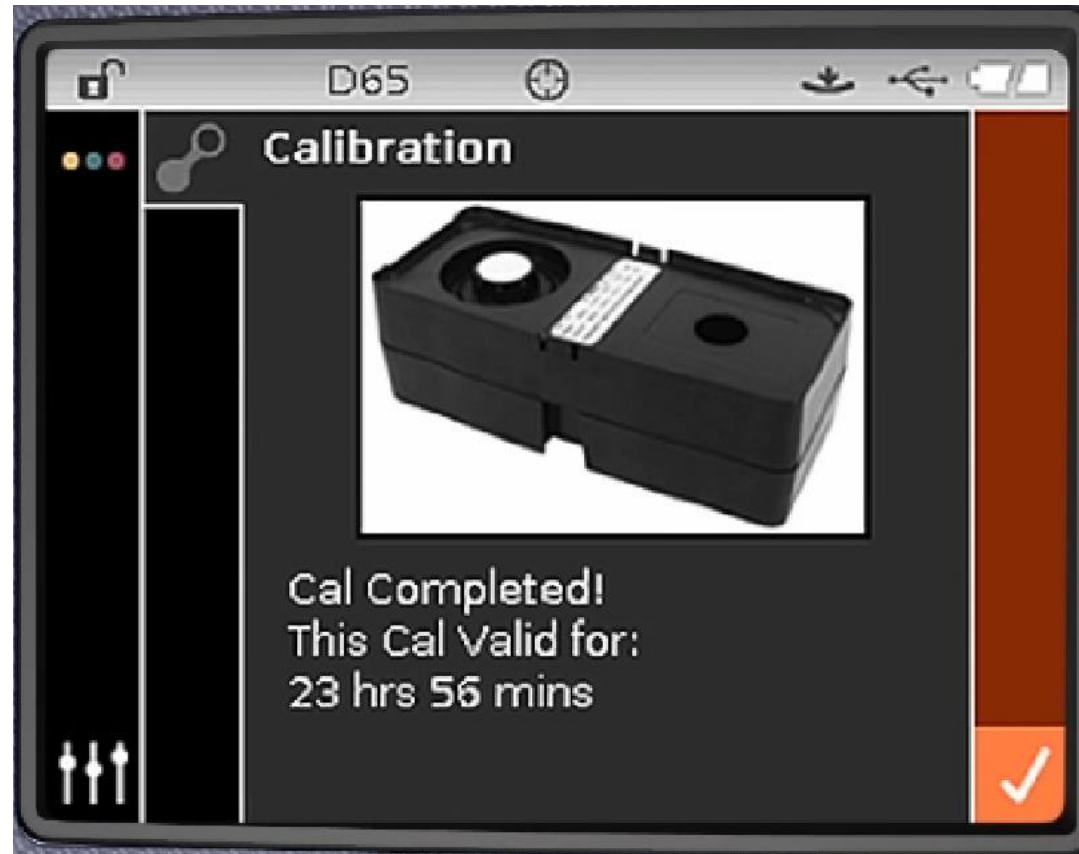 D65
Calibration
Cal Completed!
This Cal Valid for:
23 hrs 56 mins